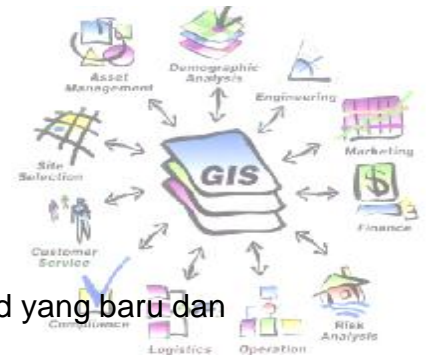 Asset
Management
Demographic
Analysis
Engineering
Marketing
Site
Selection
GIS
Finance
Customer
Service
d yang baru dan
Compliance
Logistics
Operation
Risk
Analysis